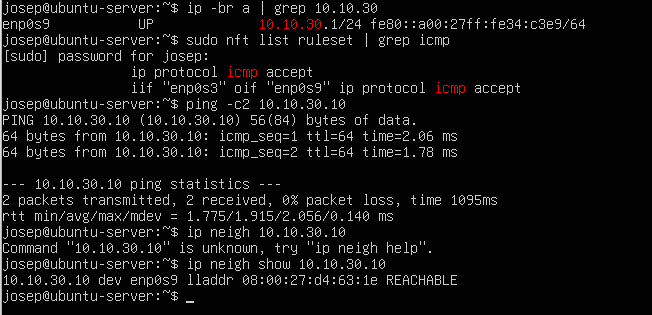 josep@ubuntu-server:~$ ip -br a | grep 10.10.30
enp0s9 UP 10.10.30.1/24 fe80::a00:27ff:fe34:c3e9/64
josep@ubuntu-server:~$ sudo nft list ruleset | grep icmp
[sudo] password for josep:
ip protocol icmp accept
iif "enp0s3" oif "enp0s9" ip protocol icmp accept
josep@ubuntu-server:~$ ping -c2 10.10.30.10
PING 10.10.30.10 (10.10.30.10) 56(84) bytes of data.
64 bytes from 10.10.30.10: icmp_seq=1 ttl=64 time=2.06 ms
64 bytes from 10.10.30.10: icmp_seq=2 ttl=64 time=1.78 ms
--- 10.10.30.10 ping statistics ---
2 packets transmitted, 2 received, 0% packet loss, time 1095ms
rtt min/avg/max/mdev = 1.775/1.915/2.056/0.140 ms
josep@ubuntu-server:~$ ip neigh 10.10.30.10
Command "10.10.30.10" is unknown, try "ip neigh help".
josep@ubuntu-server:~$ ip neigh show 10.10.30.10
10.10.30.10 dev enp0s9 lladdr 08:00:27:d4:63:1e REACHABLE
josep@ubuntu-server:~$ _